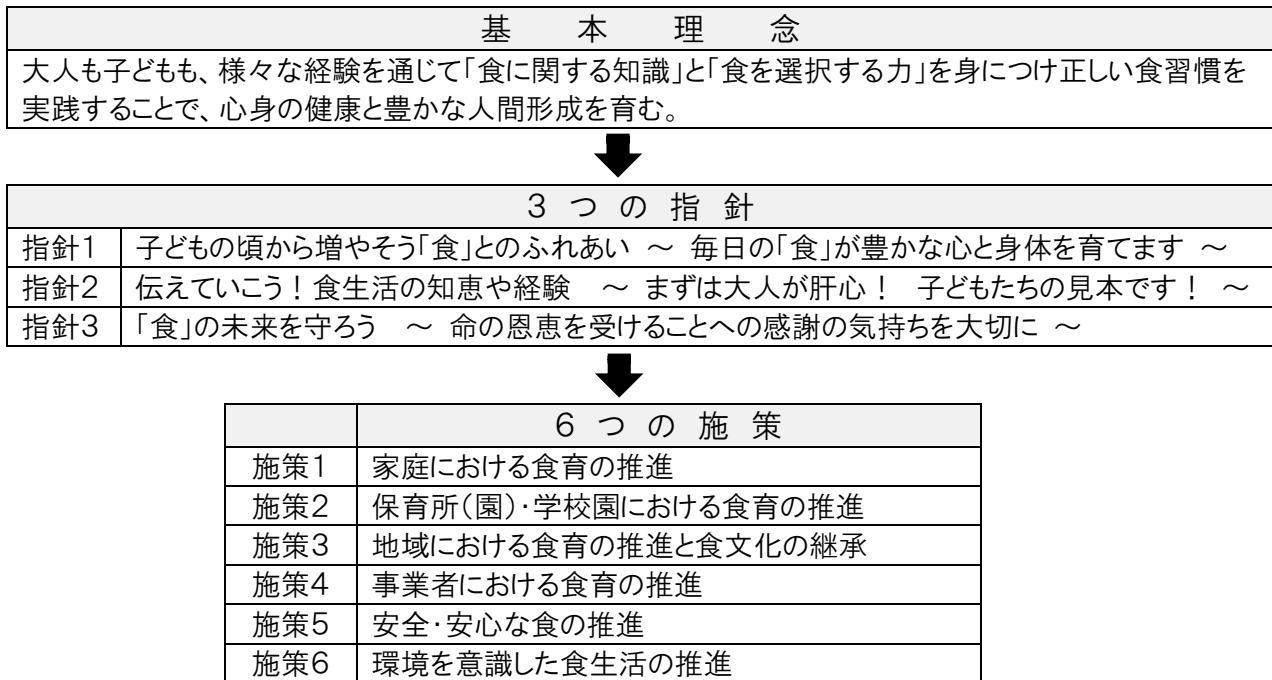 基 本 理 念
大人も子どもも、様々な経験を通じて「食に関する知識」と「食を選択する力」を身につけ正しい食習慣を
実践することで、心身の健康と豊かな人間形成を育む。
3 つ の 指 針
指針1 子どもの頃から増やそう「食」とのふれあい ～ 毎日の「食」が豊かな心と身体を育てます ～
指針2 伝えていこう！食生活の知恵や経験 ～ まずは大人が肝心！ 子どもたちの見本です！ ～
指針3 「食」の未来を守ろう ～ 命の恩恵を受けることへの感謝の気持ちを大切に ～
6 つ の 施 策
施策1 家庭における食育の推進
施策2 保育所（園）・学校園における食育の推進
施策3 地域における食育の推進と食文化の継承
施策4 事業者における食育の推進
施策5 安全・安心な食の推進
施策6 環境を意識した食生活の推進